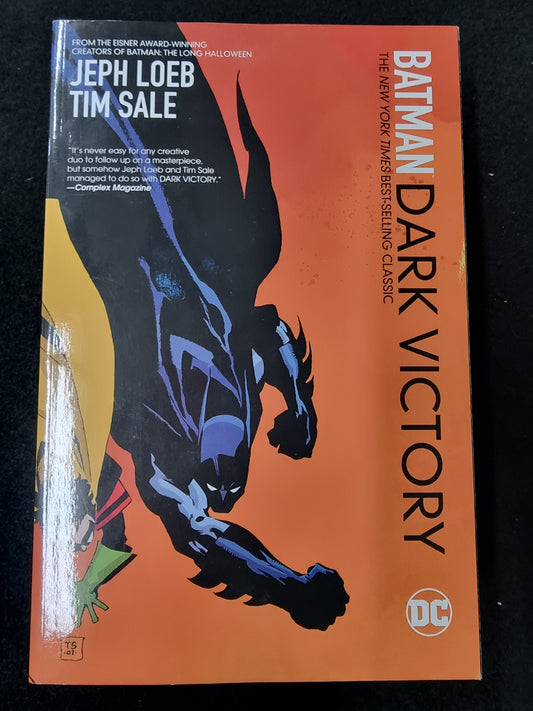 FROM THE EISNER AWARD-WINNING
CREATORS OF BATMAN: THE LONG HALLOWEEN
JEPH LOEB
TIM SALE
"It's never easy for any creative
duo to follow up on a masterpiece,
but somehow Jeph Loeb and Tim Sale
managed to do so with DARK VICTORY."
—Complex Magazine
BATMAN DARK VICTORY
THE NEW YORK TIMES BEST-SELLING CLASSIC
DC
TS
.01.